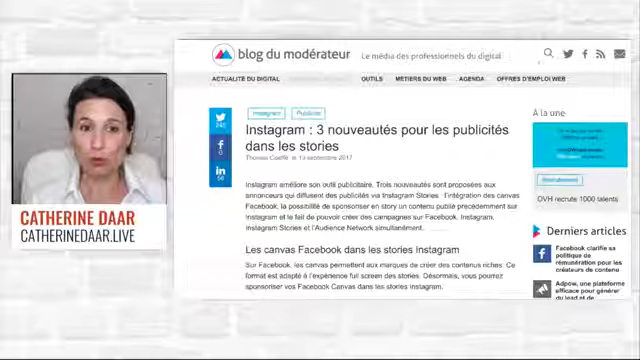 blog du modérateur
Le média des professionnels du digital
ACTUALITÉ DU DIGITAL
OUTILS
MÉTIERS DU WEB
AGENDA
OFFRES D'EMPLOI WEB
Instagram
Publicité
Instagram : 3 nouveautés pour les publicités
dans les stories
13 septembre 2017
Instagram améliore son outil publicitaire. Trois nouveautés sont proposées aux
annonceurs qui diffusent des publicités via Instagram Stories : l'intégration des canvas
Facebook, la possibilité de sponsoriser en story un contenu publié précédemment sur
Instagram et le fait de pouvoir créer des campagnes sur Facebook, Instagram,
Instagram Stories et l'Audience Network simultanément.
Les canvas Facebook dans les stories Instagram
Sur Facebook, les canvas permettent aux marques de créer des contenus riches. Ce
format est adapté à l'expérience full screen des stories. Désormais, vous pourrez
sponsoriser vos Facebook Canvas dans les stories Instagram.
À la une
OVH recrute 1000 talents
Derniers articles
Facebook clarifie sa
politique de
rémunération pour les
créateurs de contenu
Adpow, une plateforme
efficace pour générer
du lead et de
CATHERINE DAAR
CATHERINEDAAR.LIVE